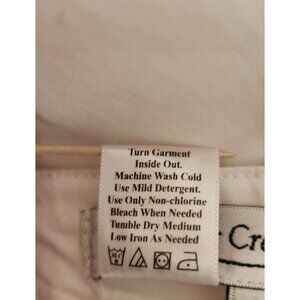 Turn Garment
Inside Out.
Machine Wash Cold
Use Mild Detergent.
Use Only Non-chlorine
Bleach When Needed
Tumble Dry Medium
Low Iron As Needed